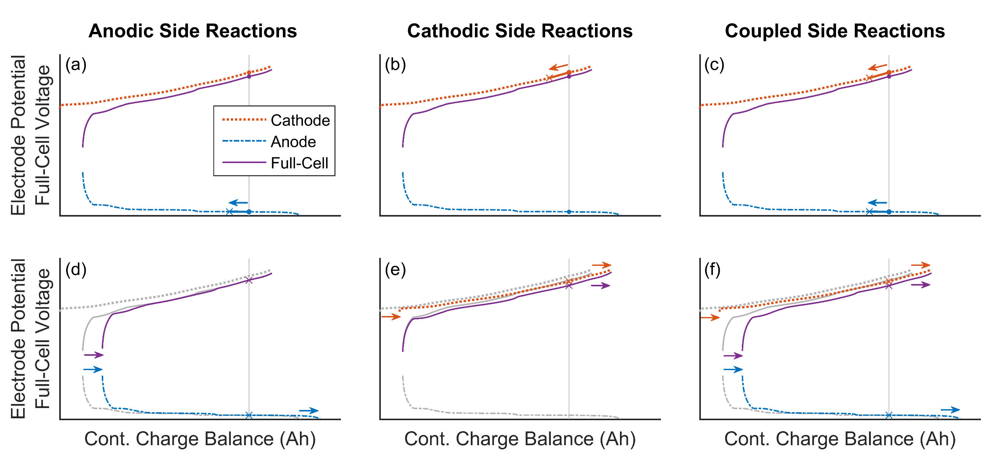 Anodic Side Reactions
Cathodic Side Reactions
Coupled Side Reactions
Electrode Potential
Full-Cell Voltage
(a)
Cathode
Anode
Full-Cell
(b)
(c)
Electrode Potential
Full-Cell Voltage
(d)
(e)
(f)
Cont. Charge Balance (Ah)
Cont. Charge Balance (Ah)
Cont. Charge Balance (Ah)